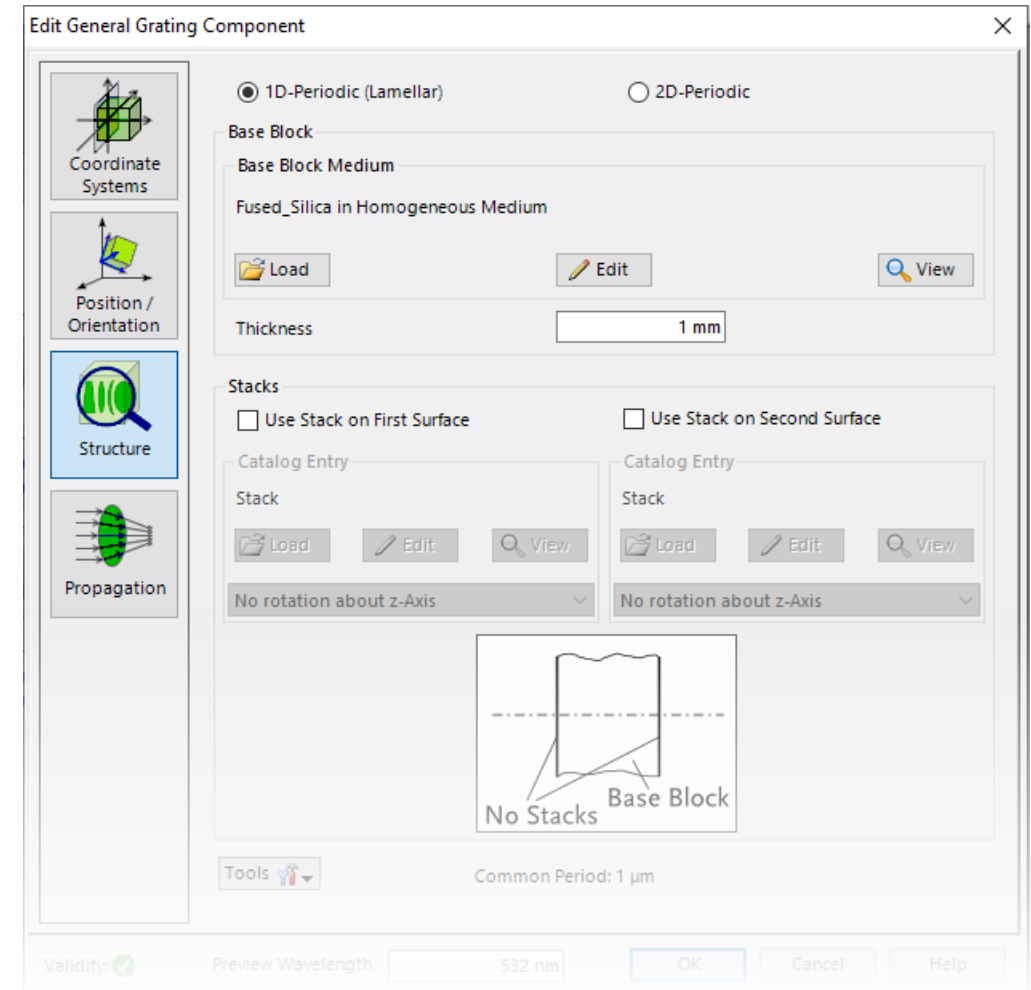 Edit General Grating Component
1D-Periodic (Lamellar) 2D-Periodic
Coordinate
Systems
Position /
Orientation
Structure
Propagation
Base Block
Base Block Medium
Fused_Silica in Homogeneous Medium
Load Edit View
Thickness 1 mm
Stacks
Use Stack on First Surface Use Stack on Second Surface
Catalog Entry Catalog Entry
Stack Stack
Load Edit View Load Edit View
No rotation about z-Axis No rotation about z-Axis
No Stacks Base Block
Tools Common Period: 1 µm
Validity: Preview Wavelength 532 nm OK Cancel Help